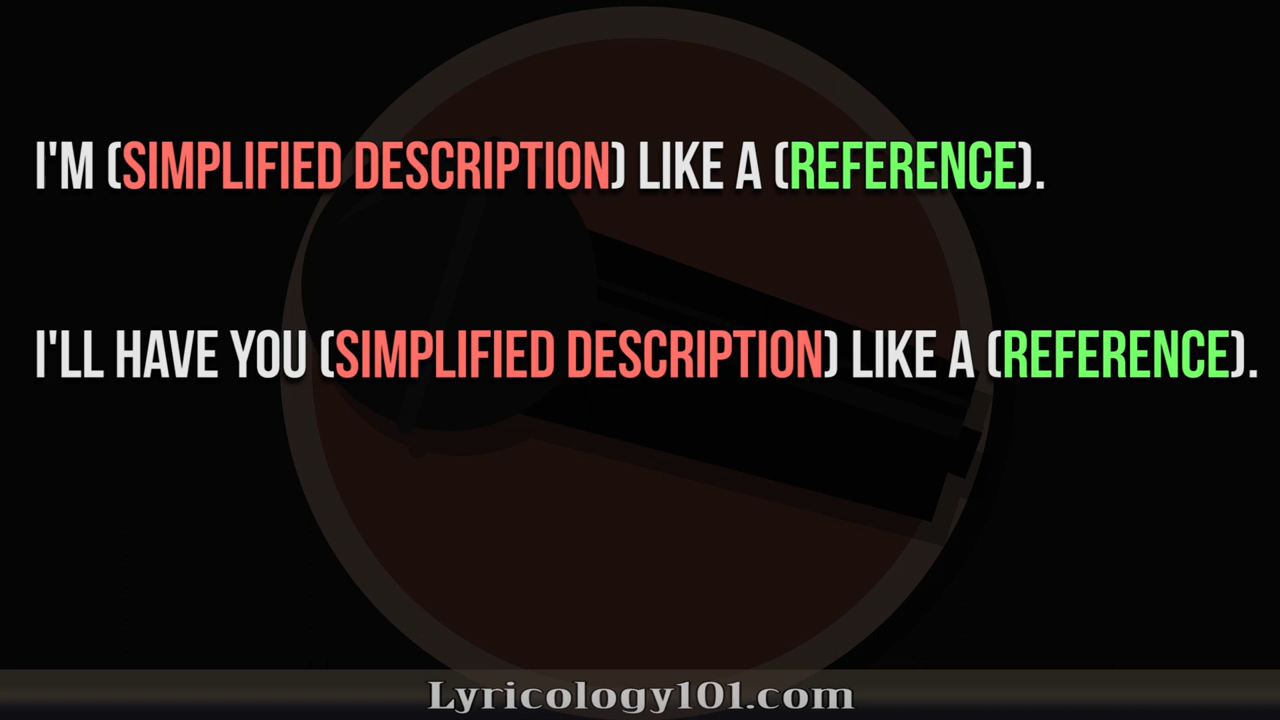 I'M (SIMPLIFIED DESCRIPTION) LIKE A (REFERENCE).
I'LL HAVE YOU (SIMPLIFIED DESCRIPTION) LIKE A (REFERENCE).
Lyricology101.com